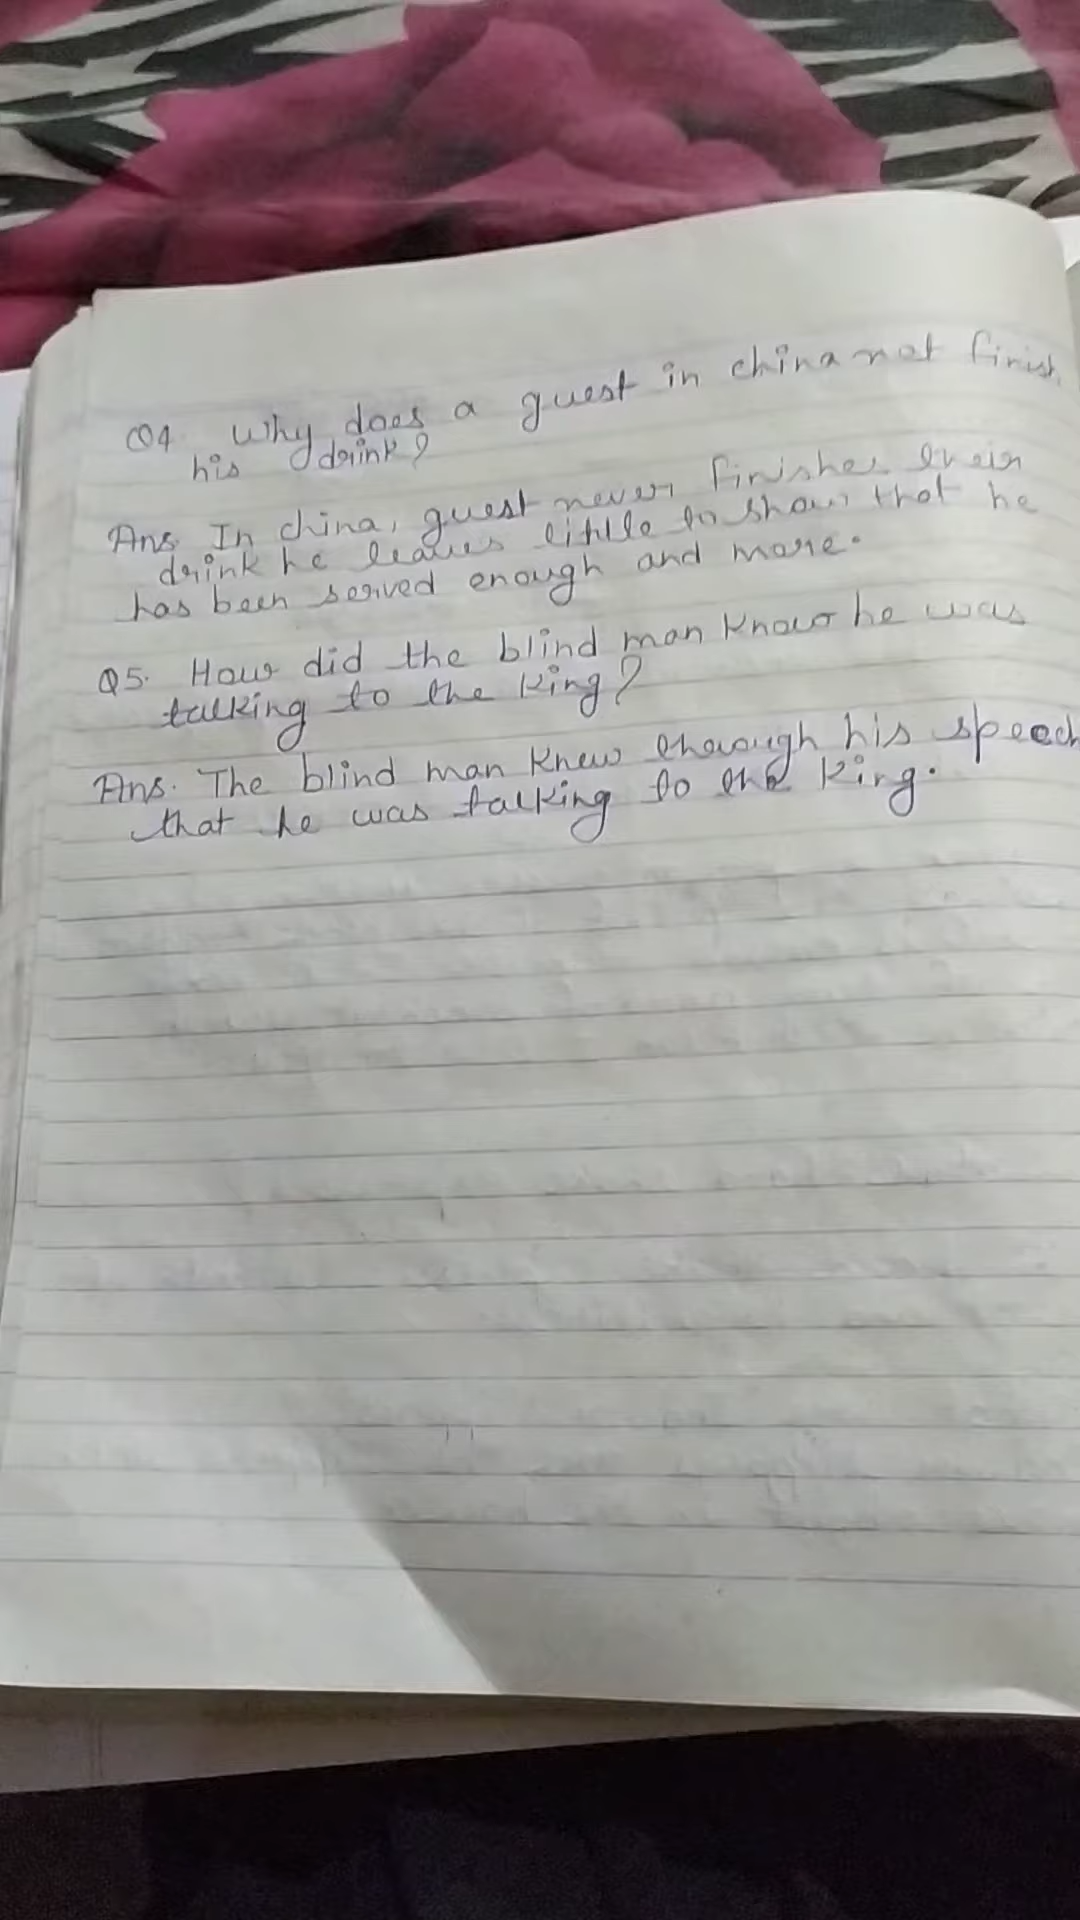 Q4. Why does a guest in china not finish
his drink?
Ans. In china, guest never finishes their
drink he leaves little to show that he
has been served enough and more.
Q5. How did the blind man know he was
talking to the King?
Ans. The blind man knew through his speech
that he was talking to the King.